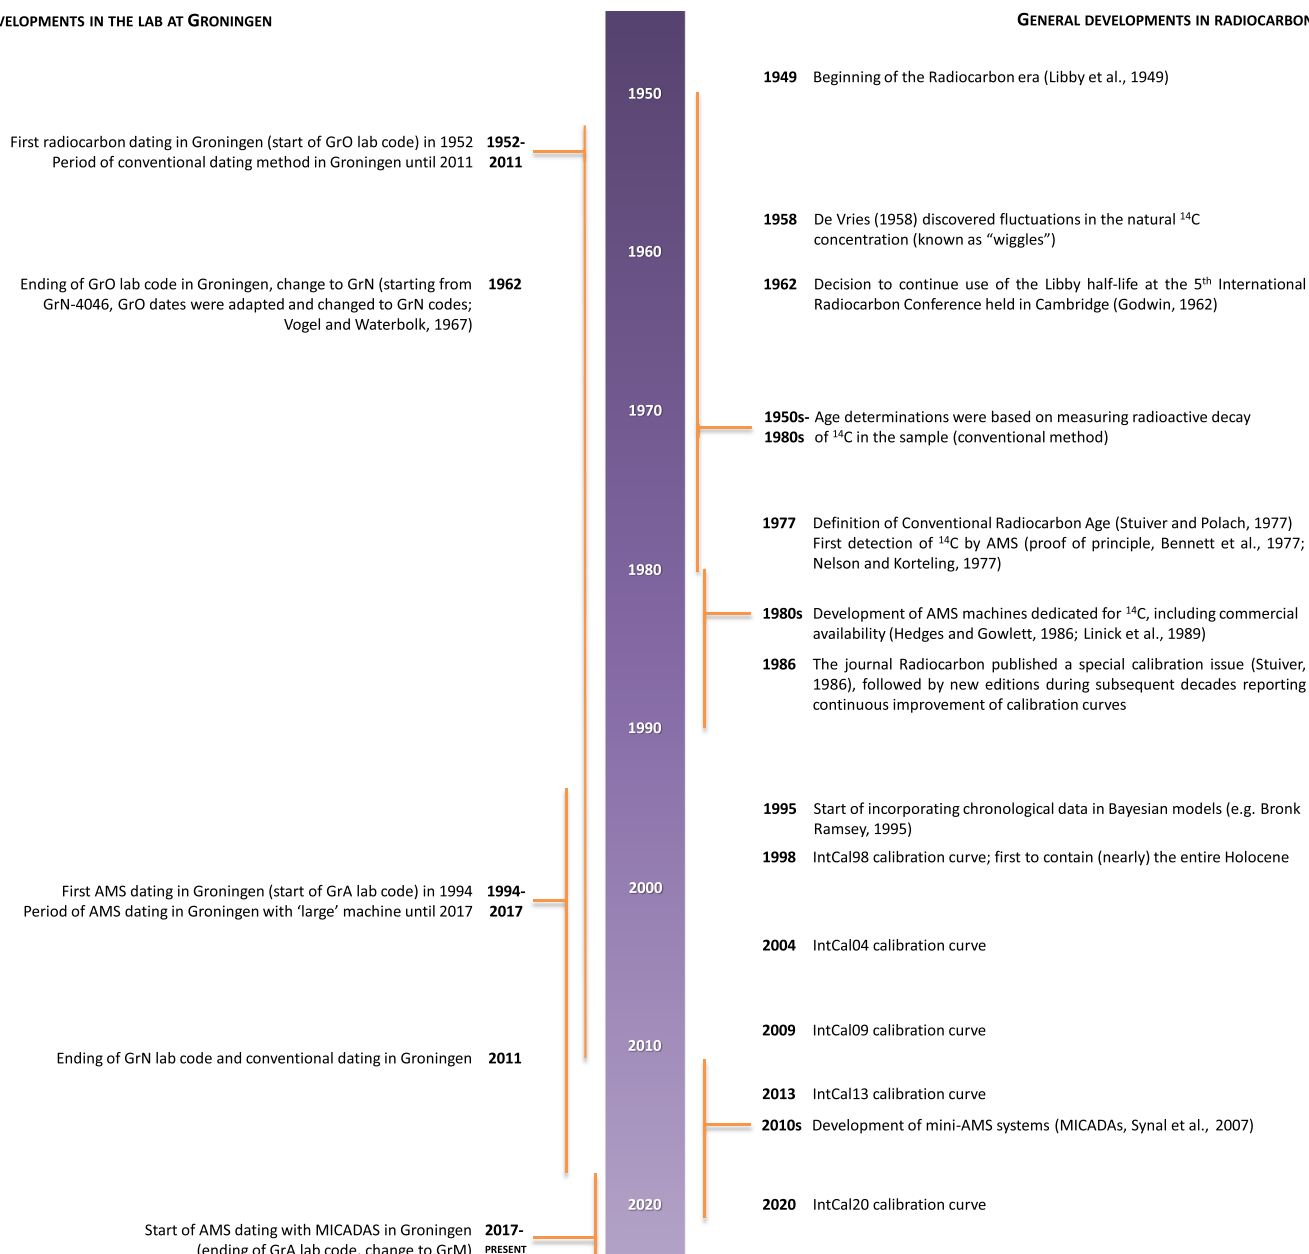 VELOPMENTS IN THE LAB AT GRONINGEN
First radiocarbon dating in Groningen (start of GrO lab code) in 1952 1952-
Period of conventional dating method in Groningen until 2011 2011
Ending of GrO lab code in Groningen, change to GrN (starting from 1962
GrN-4046, GrO dates were adapted and changed to GrN codes;
Vogel and Waterbolk, 1967)
First AMS dating in Groningen (start of GrA lab code) in 1994 1994-
Period of AMS dating in Groningen with ‘large’ machine until 2017 2017
Ending of GrN lab code and conventional dating in Groningen 2011
Start of AMS dating with MICADAS in Groningen 2017-
(ending of GrA lab code, change to GrM) PRESENT
1950
1960
1970
1980
1990
2000
2010
2020
GENERAL DEVELOPMENTS IN RADIOCARBON
1949 Beginning of the Radiocarbon era (Libby et al., 1949)
1958 De Vries (1958) discovered fluctuations in the natural ¹⁴C
concentration (known as “wiggles”)
1962 Decision to continue use of the Libby half-life at the 5ᵗʰ International
Radiocarbon Conference held in Cambridge (Godwin, 1962)
1950s- Age determinations were based on measuring radioactive decay
1980s of ¹⁴C in the sample (conventional method)
1977 Definition of Conventional Radiocarbon Age (Stuiver and Polach, 1977)
First detection of ¹⁴C by AMS (proof of principle, Bennett et al., 1977;
Nelson and Korteling, 1977)
1980s Development of AMS machines dedicated for ¹⁴C, including commercial
availability (Hedges and Gowlett, 1986; Linick et al., 1989)
1986 The journal Radiocarbon published a special calibration issue (Stuiver,
1986), followed by new editions during subsequent decades reporting
continuous improvement of calibration curves
1995 Start of incorporating chronological data in Bayesian models (e.g. Bronk
Ramsey, 1995)
1998 IntCal98 calibration curve; first to contain (nearly) the entire Holocene
2004 IntCal04 calibration curve
2009 IntCal09 calibration curve
2013 IntCal13 calibration curve
2010s Development of mini-AMS systems (MICADAs, Synal et al., 2007)
2020 IntCal20 calibration curve